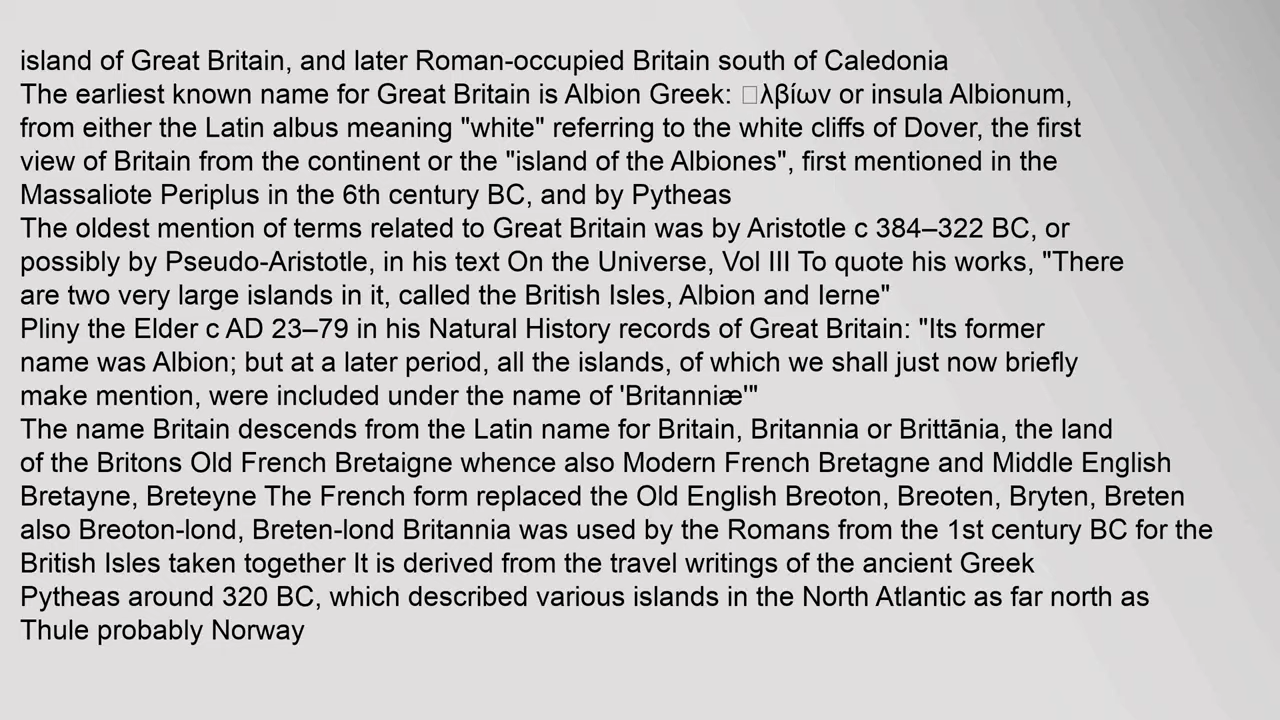 island of Great Britain, and later Roman-occupied Britain south of Caledonia
The earliest known name for Great Britain is Albion Greek: □λβίων or insula Albionum,
from either the Latin albus meaning "white" referring to the white cliffs of Dover, the first
view of Britain from the continent or the "island of the Albiones", first mentioned in the
Massaliote Periplus in the 6th century BC, and by Pytheas
The oldest mention of terms related to Great Britain was by Aristotle c 384–322 BC, or
possibly by Pseudo-Aristotle, in his text On the Universe, Vol III To quote his works, "There
are two very large islands in it, called the British Isles, Albion and Ierne"
Pliny the Elder c AD 23–79 in his Natural History records of Great Britain: "Its former
name was Albion; but at a later period, all the islands, of which we shall just now briefly
make mention, were included under the name of 'Britanniæ'"
The name Britain descends from the Latin name for Britain, Britannia or Brittānia, the land
of the Britons Old French Bretaigne whence also Modern French Bretagne and Middle English
Bretayne, Breteyne The French form replaced the Old English Breoton, Breoten, Bryten, Breten
also Breoton-lond, Breten-lond Britannia was used by the Romans from the 1st century BC for the
British Isles taken together It is derived from the travel writings of the ancient Greek
Pytheas around 320 BC, which described various islands in the North Atlantic as far north as
Thule probably Norway